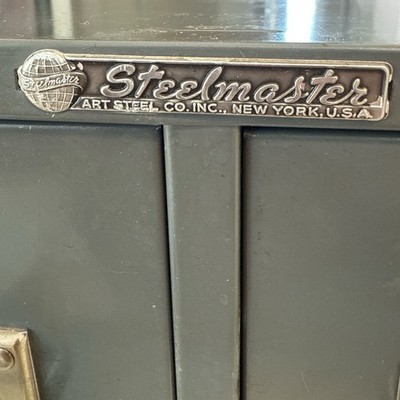 Steelmaster
Steelmaster
ART STEEL CO. INC., NEW YORK, U.S.A.